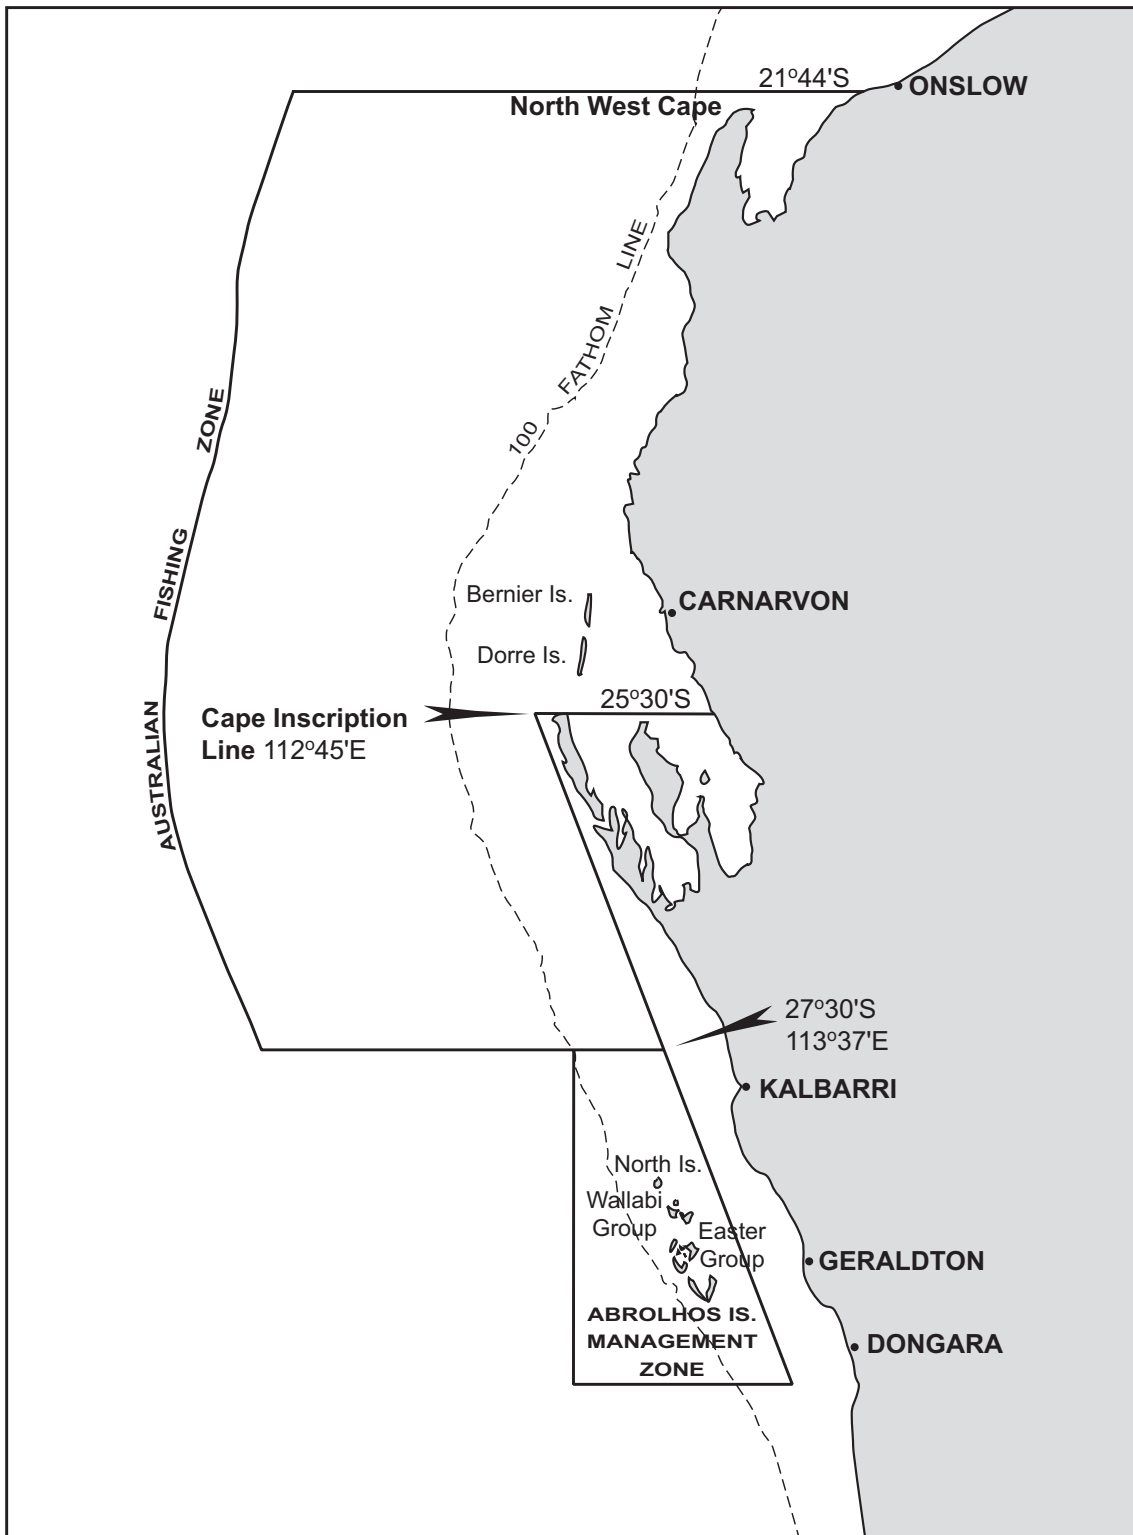 21°44'S
ONSLOW
North West Cape
100 FATHOM LINE
AUSTRALIAN FISHING ZONE
Bernier Is.
CARNARVON
Dorre Is.
25°30'S
Cape Inscription
Line 112°45'E
27°30'S
113°37'E
KALBARRI
North Is.
Wallabi
Group
Easter
Group
GERALDTON
ABROLHOS IS.
MANAGEMENT
ZONE
DONGARA